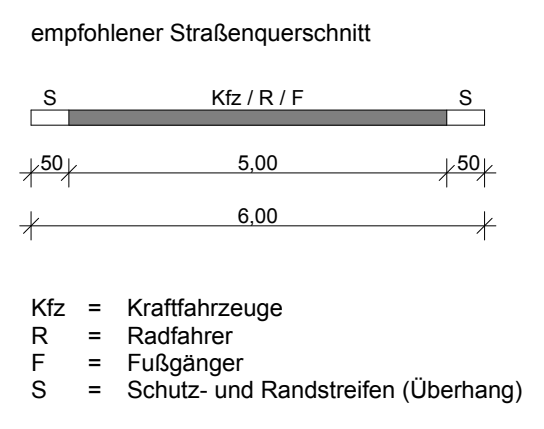 empfohlener Straßenquerschnitt
S Kfz / R / F S
50 5,00 50
6,00
Kfz = Kraftfahrzeuge
R = Radfahrer
F = Fußgänger
S = Schutz- und Randstreifen (Überhang)